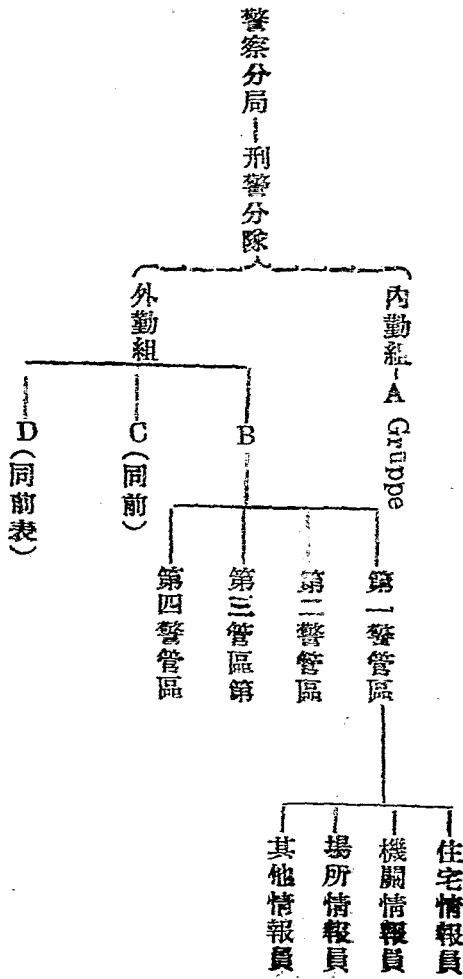 警察分局—刑警分隊
內勤組—A Grüppe
外勤組
B
C(同前)
D(同前表)
第一警管區
第二警管區
第三管區第
第四警管區
住宅情報員
機關情報員
場所情報員
其他情報員